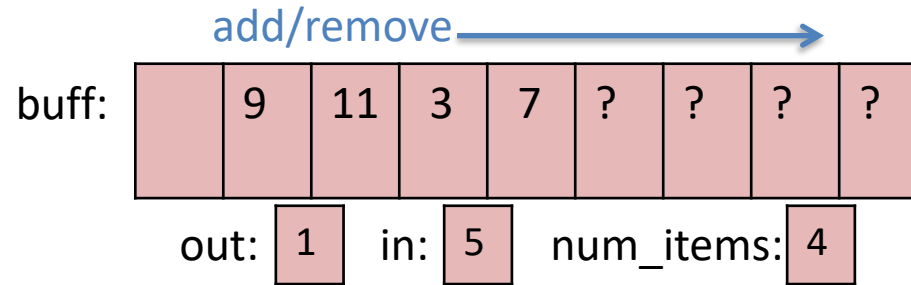 add/remove
buff: 9 11 3 7 ? ? ? ?
out: 1 in: 5 num_items: 4